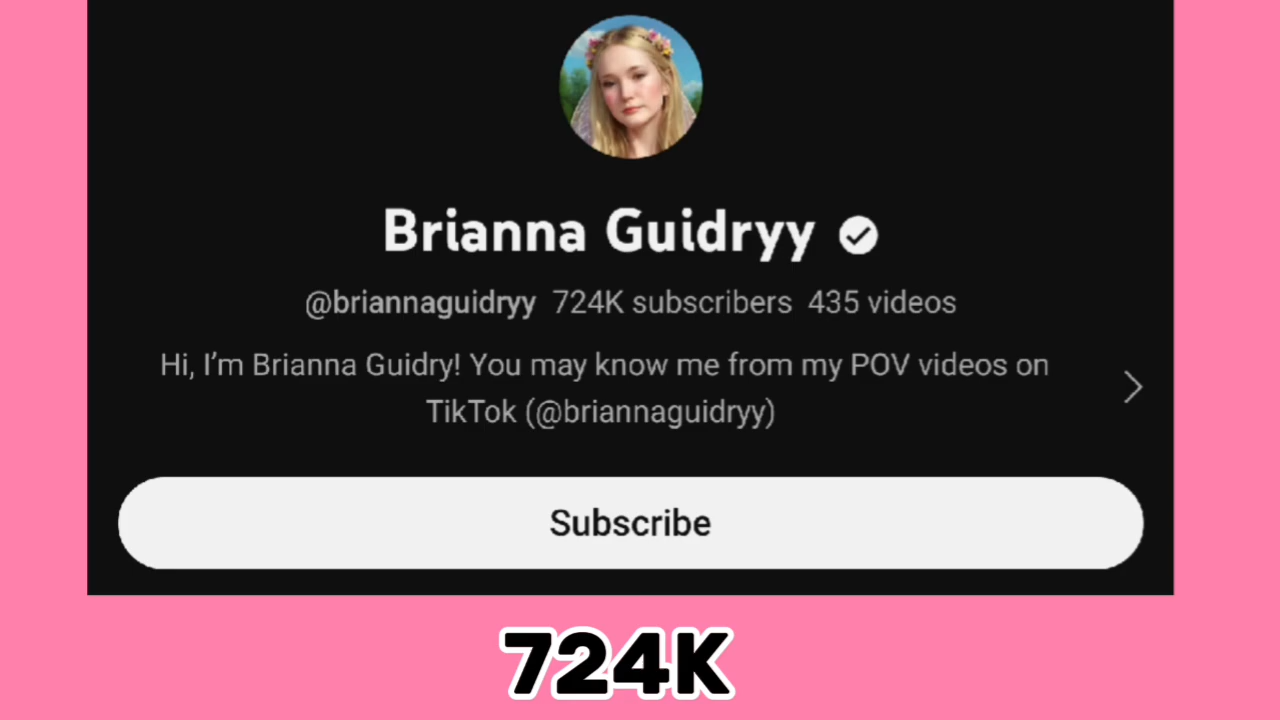 Brianna Guidryy
@briannaguidryy 724K subscribers 435 videos
Hi, I'm Brianna Guidry! You may know me from my POV videos on
TikTok (@briannaguidryy)
Subscribe
724K